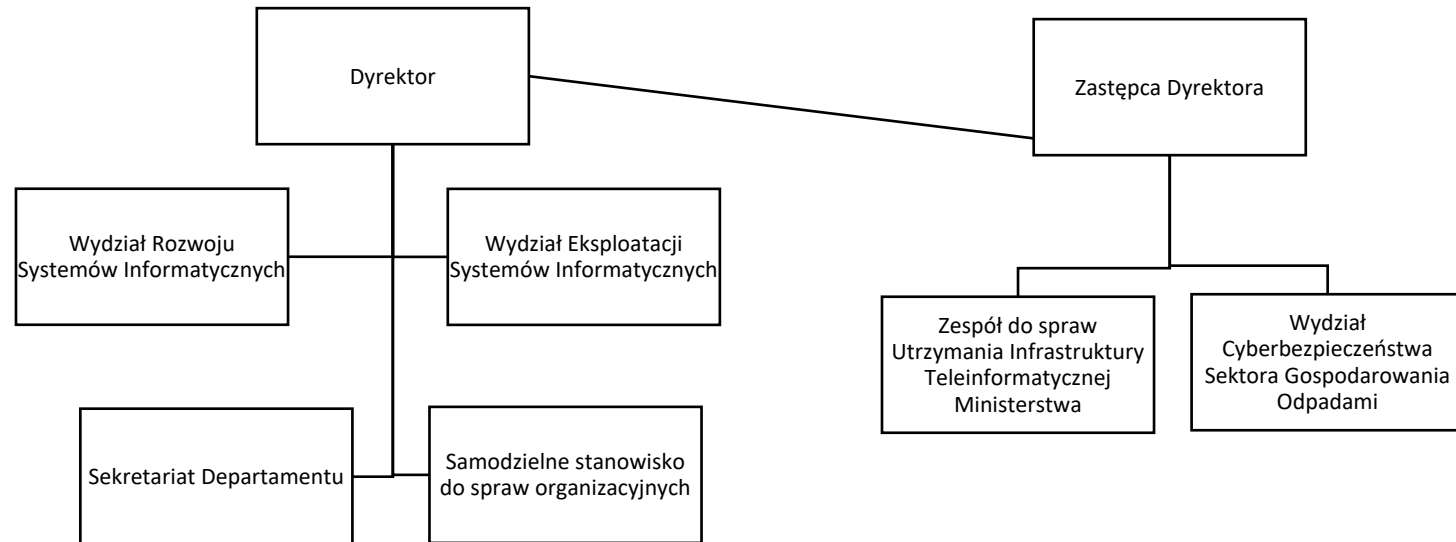 Dyrektor
Zastępca Dyrektora
Wydział Rozwoju
Systemów Informatycznych
Wydział Eksploatacji
Systemów Informatycznych
Zespół do spraw
Utrzymania Infrastruktury
Teleinformatycznej
Ministerstwa
Wydział
Cyberbezpieczeństwa
Sektora Gospodarowania
Odpadami
Sekretariat Departamentu
Samodzielne stanowisko
do spraw organizacyjnych